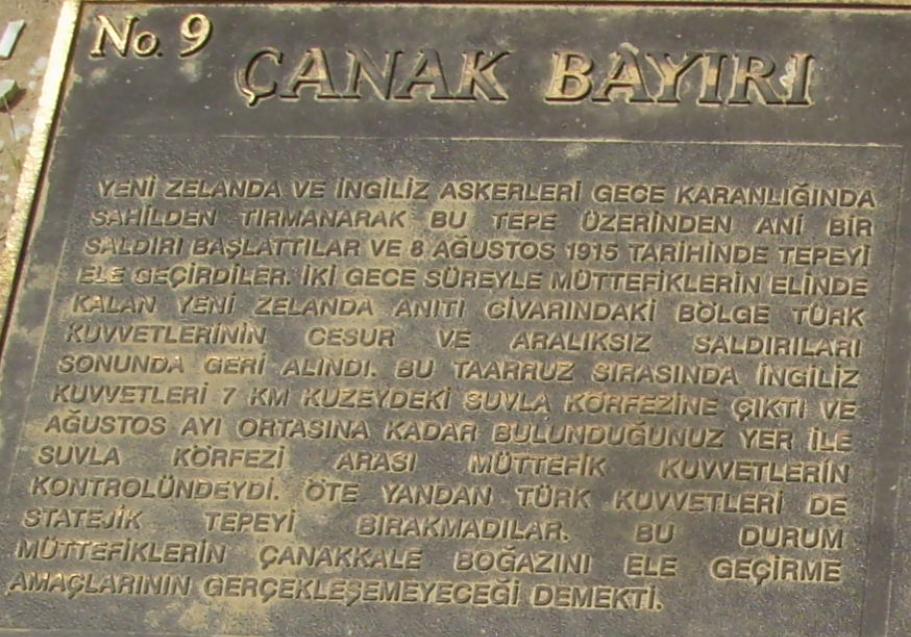 No. 9
ÇANAK BAYIRI
YENİ ZELANDA VE İNGİLİZ ASKERLERİ GECE KARANLIĞINDA
SAHİLDEN TIRMANARAK BU TEPE ÜZERİNDEN ANİ BİR
SALDIRI BAŞLATTILAR VE 8 AĞUSTOS 1915 TARİHİNDE TEPEYİ
ELE GEÇİRDİLER. İKİ GECE SÜREYLE MÜTTEFİKLERİN ELİNDE
KALAN YENİ ZELANDA ANITI CİVARINDAKİ BÖLGE TÜRK
KUVVETLERİNİN CESUR VE ARALIKSIZ SALDIRILARI
SONUNDA GERİ ALINDI. BU TAARRUZ SIRASINDA İNGİLİZ
KUVVETLERİ 7 KM KUZEYDEKİ SUVLA KÖRFEZİNE ÇIKTI VE
AĞUSTOS AYI ORTASINA KADAR BULUNDUĞUNUZ YER İLE
SUVLA KÖRFEZİ ARASI MÜTTEFİK KUVVETLERİN
KONTROLÜNDEYDİ. ÖTE YANDAN TÜRK KUVVETLERİ DE
STATEJİK TEPEYİ BIRAKMADILAR. BU DURUM
MÜTTEFİKLERİN ÇANAKKALE BOĞAZINI ELE GEÇİRME
AMAÇLARININ GERÇEKLEŞEMEYECEĞİ DEMEKTİ.